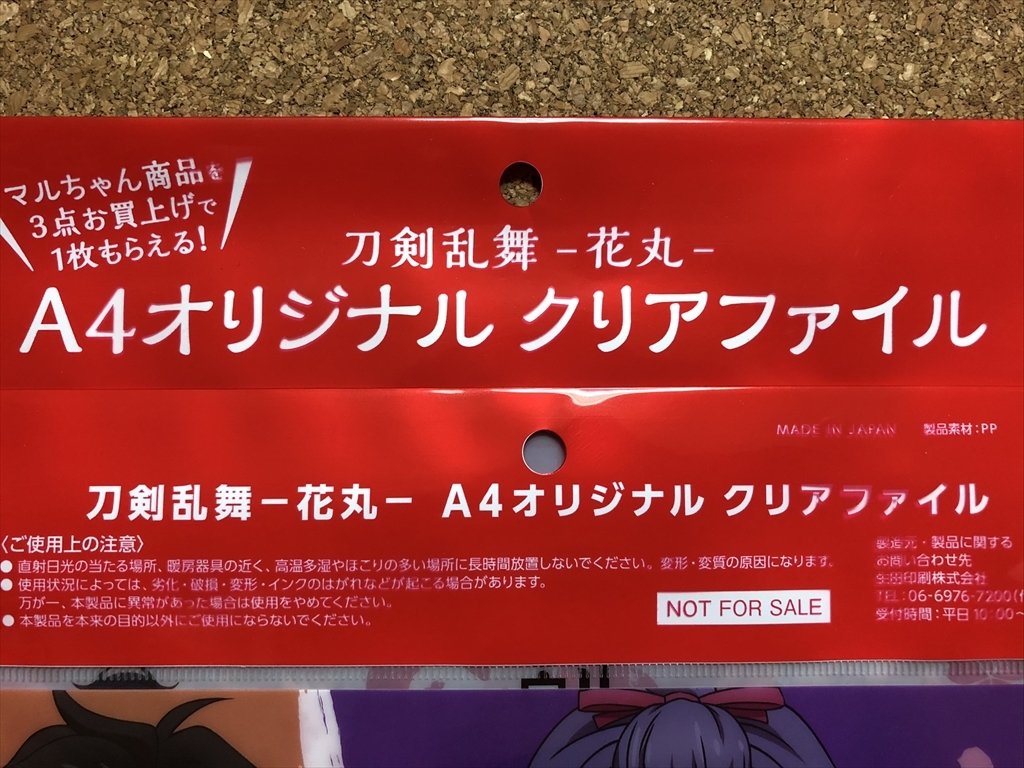 マルちゃん商品を
3点お買上げで
1枚もらえる!
刀剣乱舞 -花丸-
A4オリジナル クリアファイル
MADE IN JAPAN 製品素材:PP
刀剣乱舞ー花丸ー A4オリジナル クリアファイル
〈ご使用上の注意〉
● 直射日光の当たる場所、暖房器具の近く、高温多湿やほこりの多い場所に長時間放置しないでください。変形・変質の原因になります。
● 使用状況によっては、劣化・破損・変形・インクのはがれなどが起こる場合があります。
万が一、本製品に異常があった場合は使用をやめてください。
● 本製品を本来の目的以外にご使用にならないでください。
NOT FOR SALE
製造元・製品に関する
お問い合わせ先
生田印刷株式会社
TEL:06-6976-7200
受付時間:平日10:00～